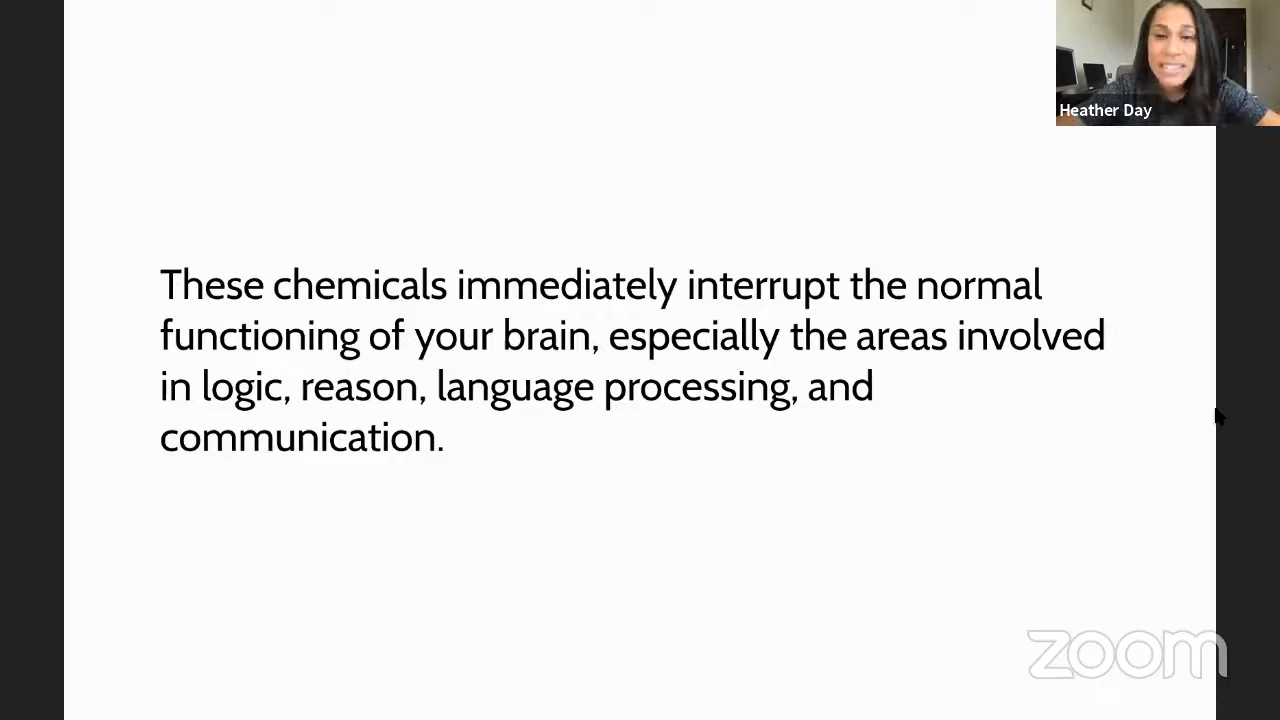 Heather Day
These chemicals immediately interrupt the normal
functioning of your brain, especially the areas involved
in logic, reason, language processing, and
communication.
zoom